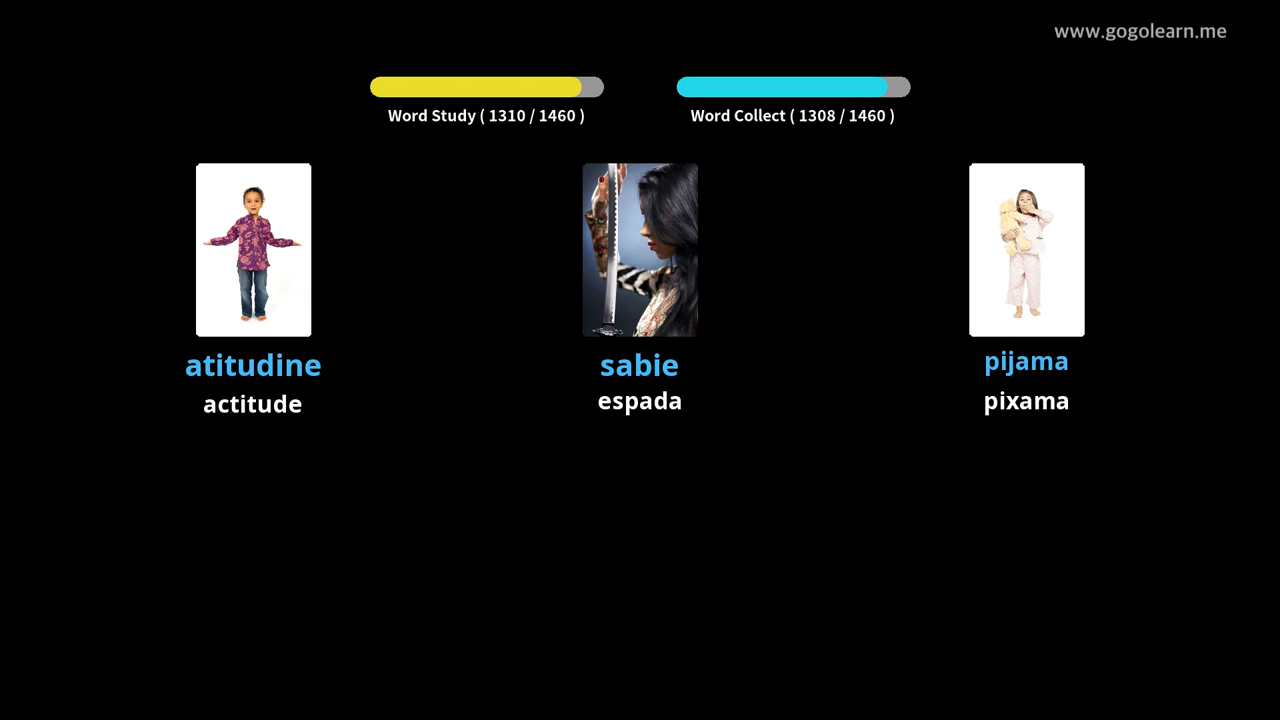 www.gogolearn.me
Word Study ( 1310 / 1460 )
Word Collect ( 1308 / 1460 )
atitudine
actitude
sabie
espada
pijama
pixama